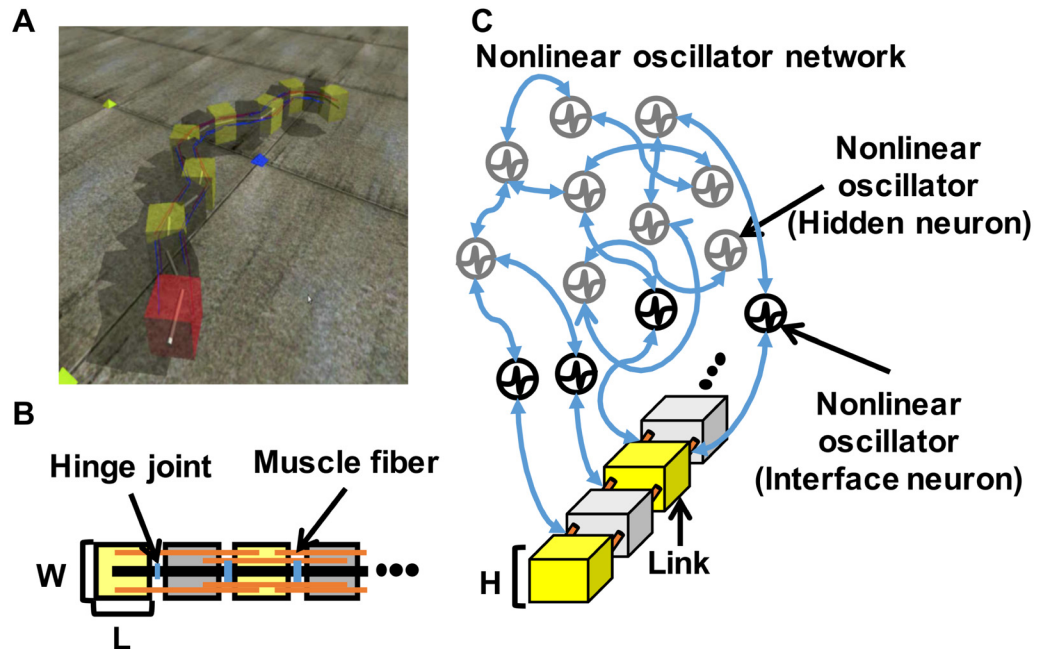 A
B
Hinge joint
Muscle fiber
W
L
C
Nonlinear oscillator network
Nonlinear
oscillator
(Hidden neuron)
Nonlinear
oscillator
(Interface neuron)
Link
H